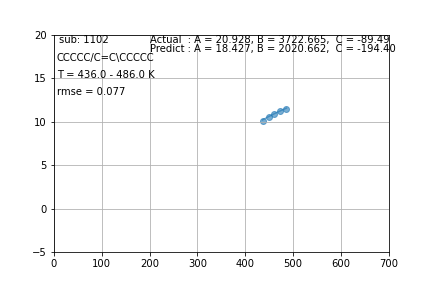 sub: 1102
Actual : A = 20.928, B = 3722.665, C = -89.49
Predict : A = 18.427, B = 2020.662, C = -194.40
CCCCC/C=C\CCCCC
T = 436.0 - 486.0 K
rmse = 0.077
20
15
10
5
0
−5
0 100 200 300 400 500 600 700